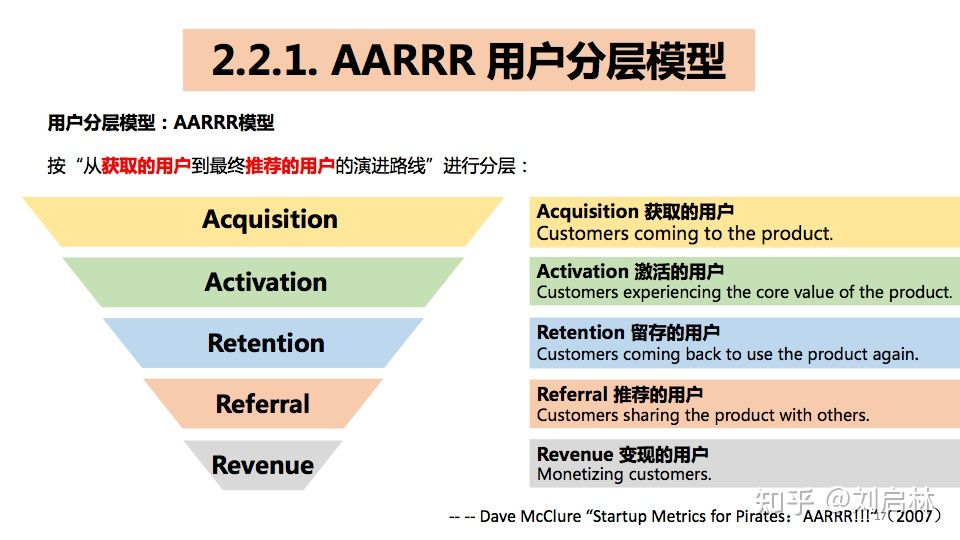 2.2.1. AARRR 用户分层模型
用户分层模型：AARRR模型
按“从获取的用户到最终推荐的用户的演进路线”进行分层：
Acquisition
Activation
Retention
Referral
Revenue
Acquisition 获取的用户
Customers coming to the product.
Activation 激活的用户
Customers experiencing the core value of the product.
Retention 留存的用户
Customers coming back to use the product again.
Referral 推荐的用户
Customers sharing the product with others.
Revenue 变现的用户
Monetizing customers.
知乎 @刘启林
-- -- Dave McClure “Startup Metrics for Pirates：AARRR!!!”（2007）
17